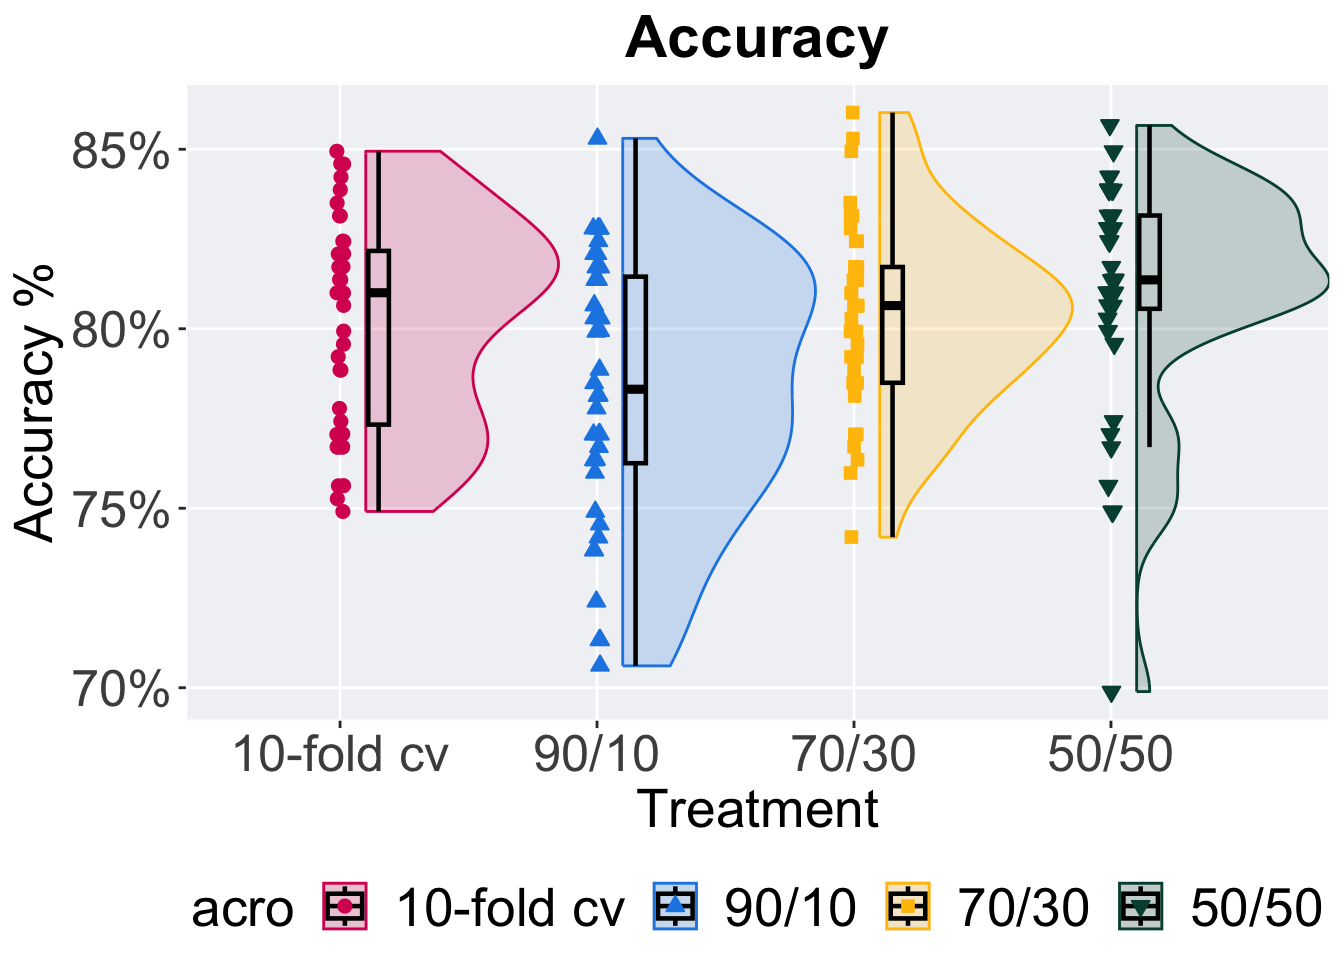 Accuracy
Accuracy %
85%
80%
75%
70%
10-fold cv 90/10 70/30 50/50
Treatment
acro 10-fold cv 90/10 70/30 50/50